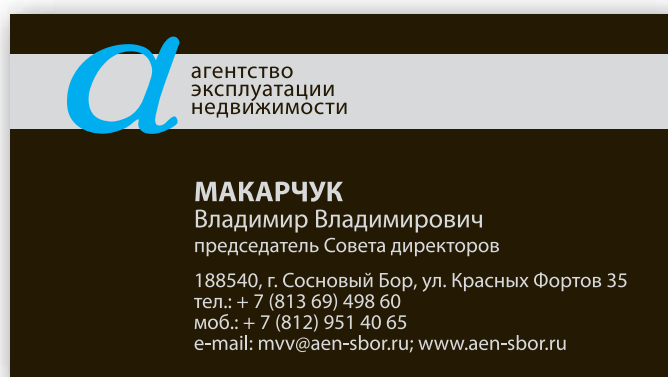 а
агентство
эксплуатации
недвижимости
МАКАРЧУК
Владимир Владимирович
председатель Совета директоров
188540, г. Сосновый Бор, ул. Красных Фортов 35
тел.: + 7 (813 69) 498 60
моб.: + 7 (812) 951 40 65
e-mail: mvv@aen-sbor.ru; www.aen-sbor.ru